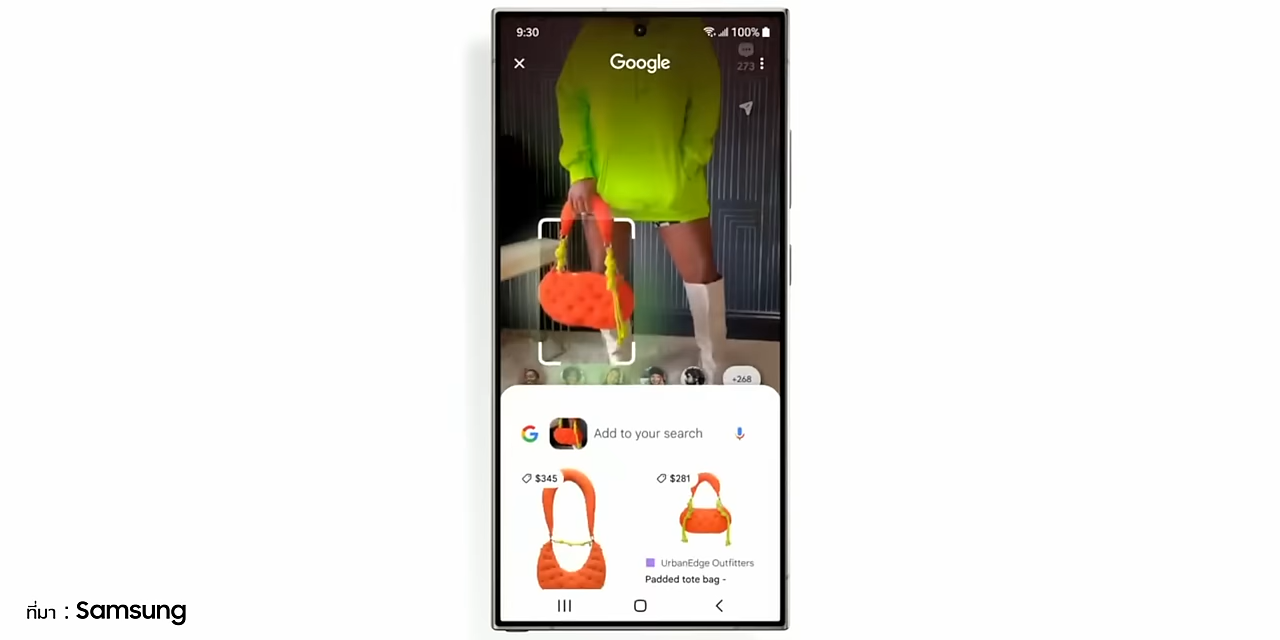 9:30
100%
Google
273
+268
Add to your search
$345
$281
UrbanEdge Outfitters
Padded tote bag -
ที่มา : Samsung